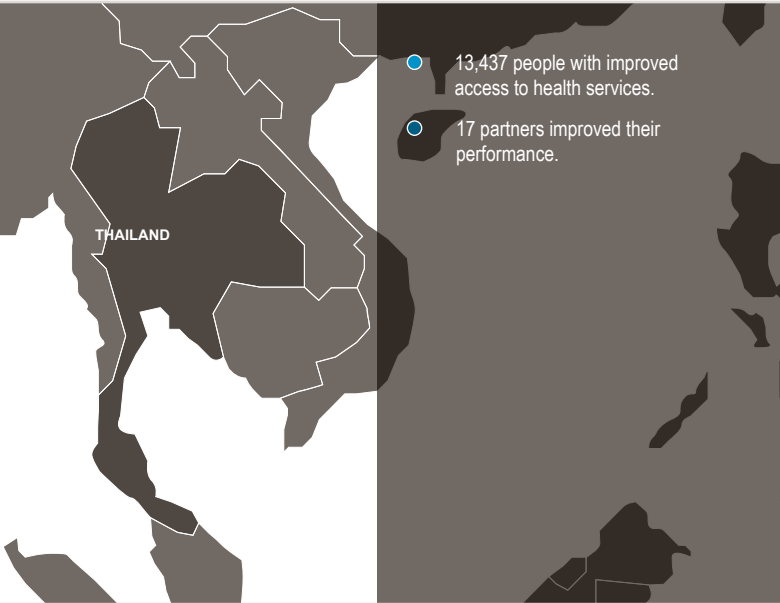 13,437 people with improved
access to health services.
17 partners improved their
performance.
THAILAND